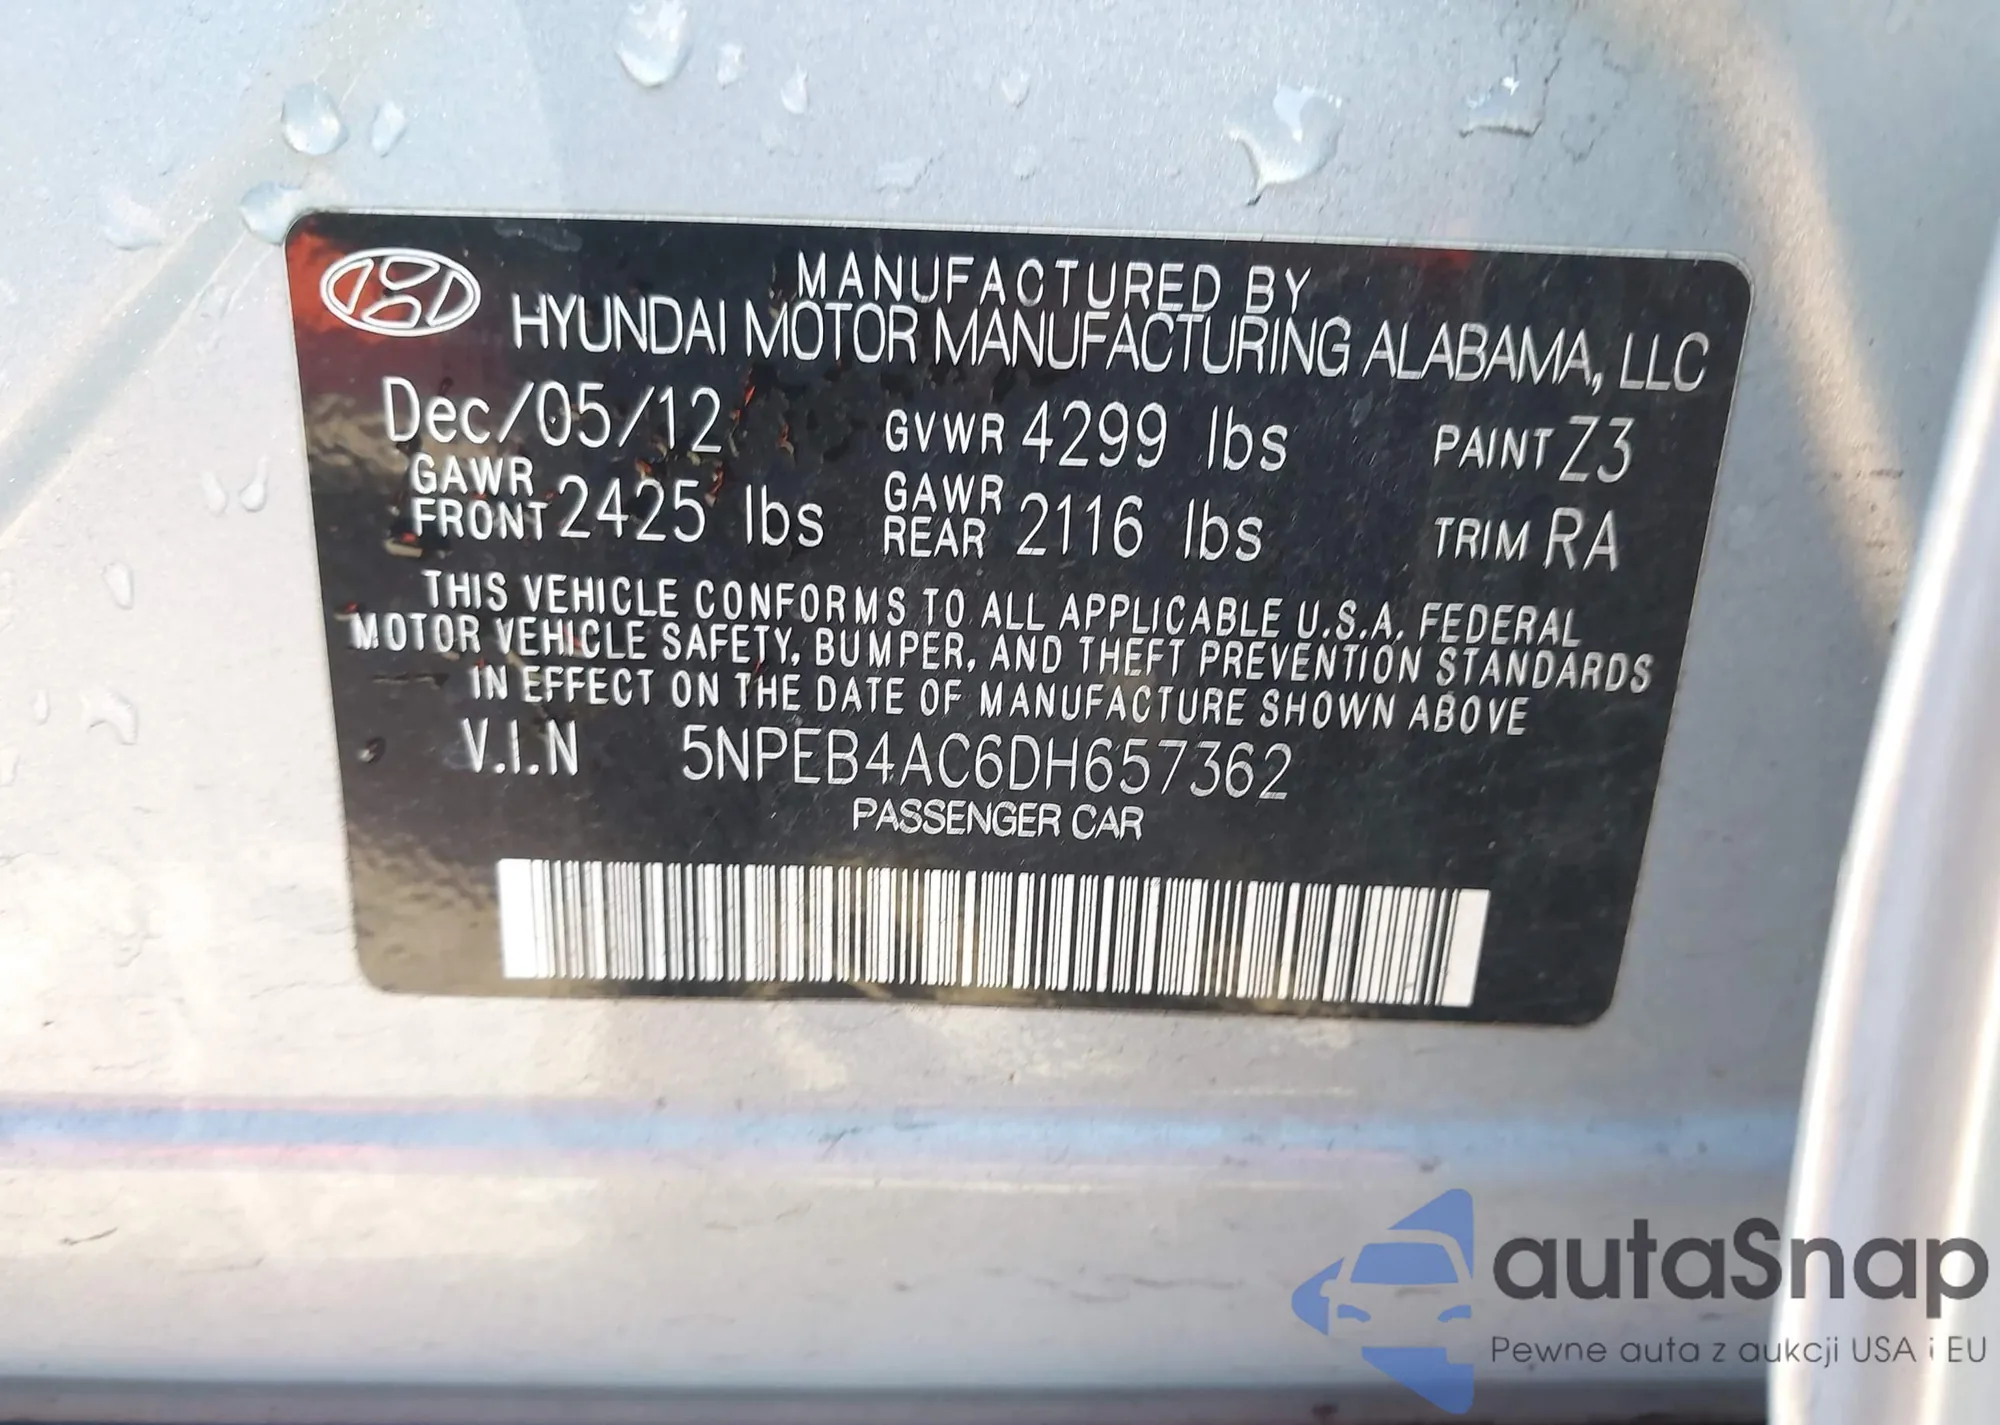 MANUFACTURED BY
HYUNDAI MOTOR MANUFACTURING ALABAMA, LLC
Dec/05/12 GVWR 4299 lbs PAINT Z3
GAWR FRONT 2425 lbs GAWR REAR 2116 lbs TRIM RA
THIS VEHICLE CONFORMS TO ALL APPLICABLE U.S.A. FEDERAL
MOTOR VEHICLE SAFETY, BUMPER, AND THEFT PREVENTION STANDARDS
IN EFFECT ON THE DATE OF MANUFACTURE SHOWN ABOVE
V.I.N 5NPEB4AC6DH657362
PASSENGER CAR
autaSnap
Pewne auta z aukcji USA i EU